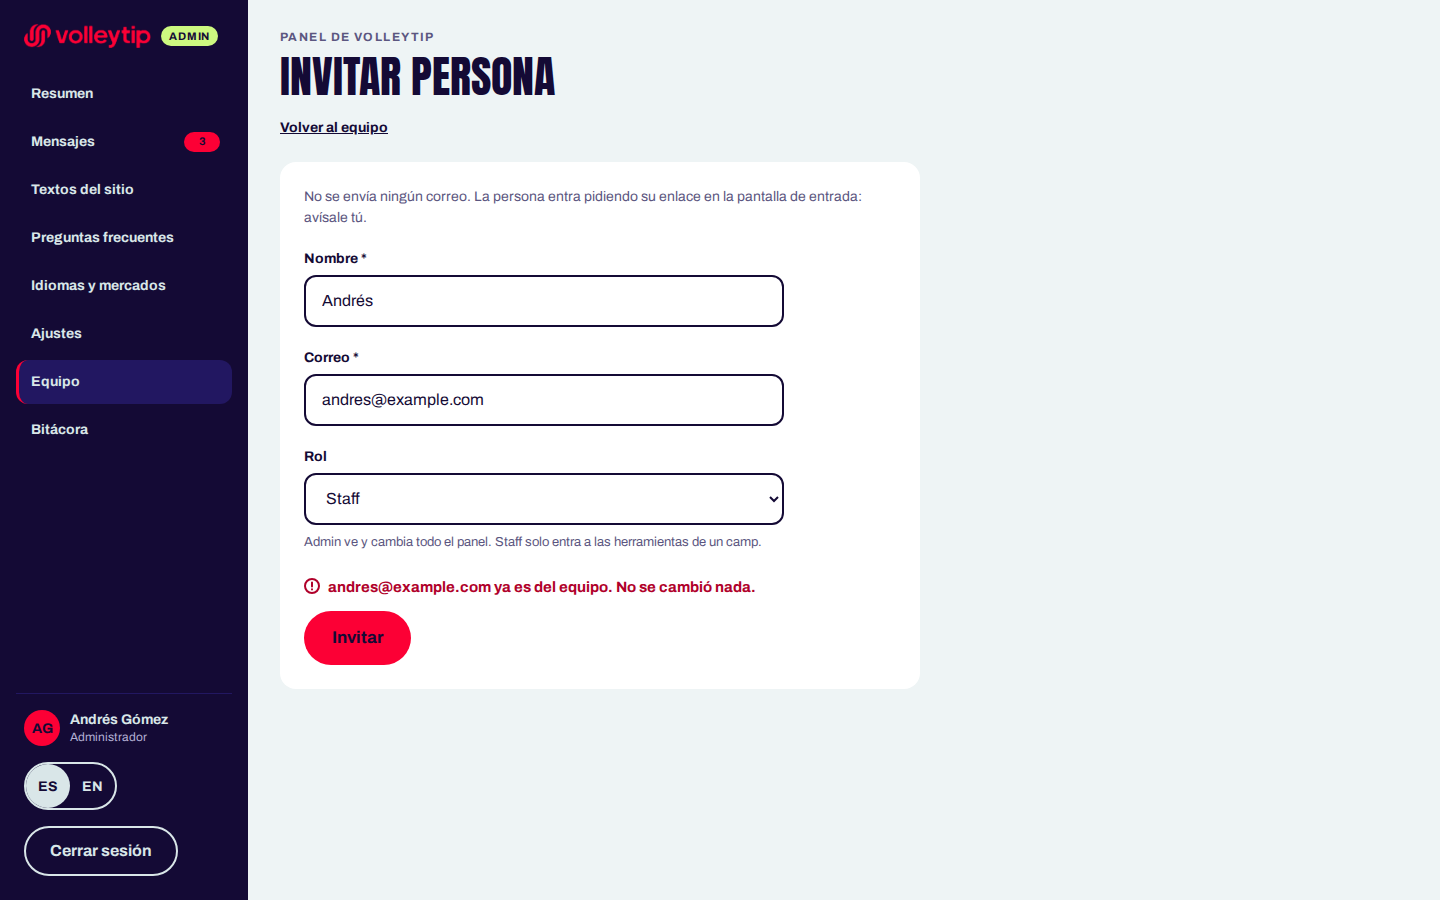 volleytip ADMIN
Resumen
Mensajes 3
Textos del sitio
Preguntas frecuentes
Idiomas y mercados
Ajustes
Equipo
Bitácora
AG Andrés Gómez
Administrador
ES EN
Cerrar sesión
PANEL DE VOLLEYTIP
INVITAR PERSONA
Volver al equipo
No se envía ningún correo. La persona entra pidiendo su enlace en la pantalla de entrada:
avísale tú.
Nombre *
Andrés
Correo *
andres@example.com
Rol
Staff
Admin ve y cambia todo el panel. Staff solo entra a las herramientas de un camp.
andres@example.com ya es del equipo. No se cambió nada.
Invitar